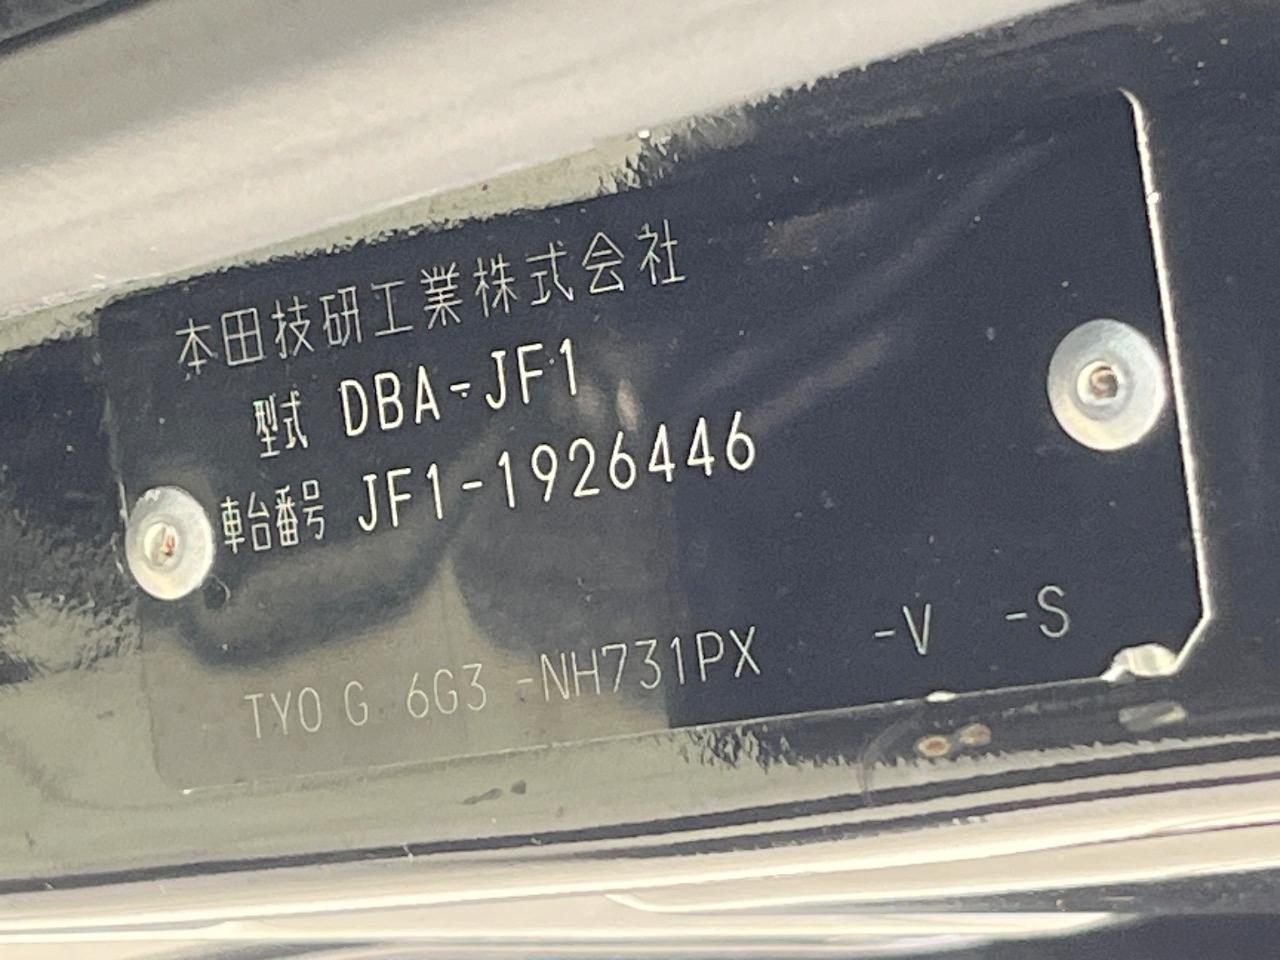 本田技研工業株式会社
型式 DBA-JF1
車台番号 JF1-1926446
TYO G 6G3 -NH731PX -V -S